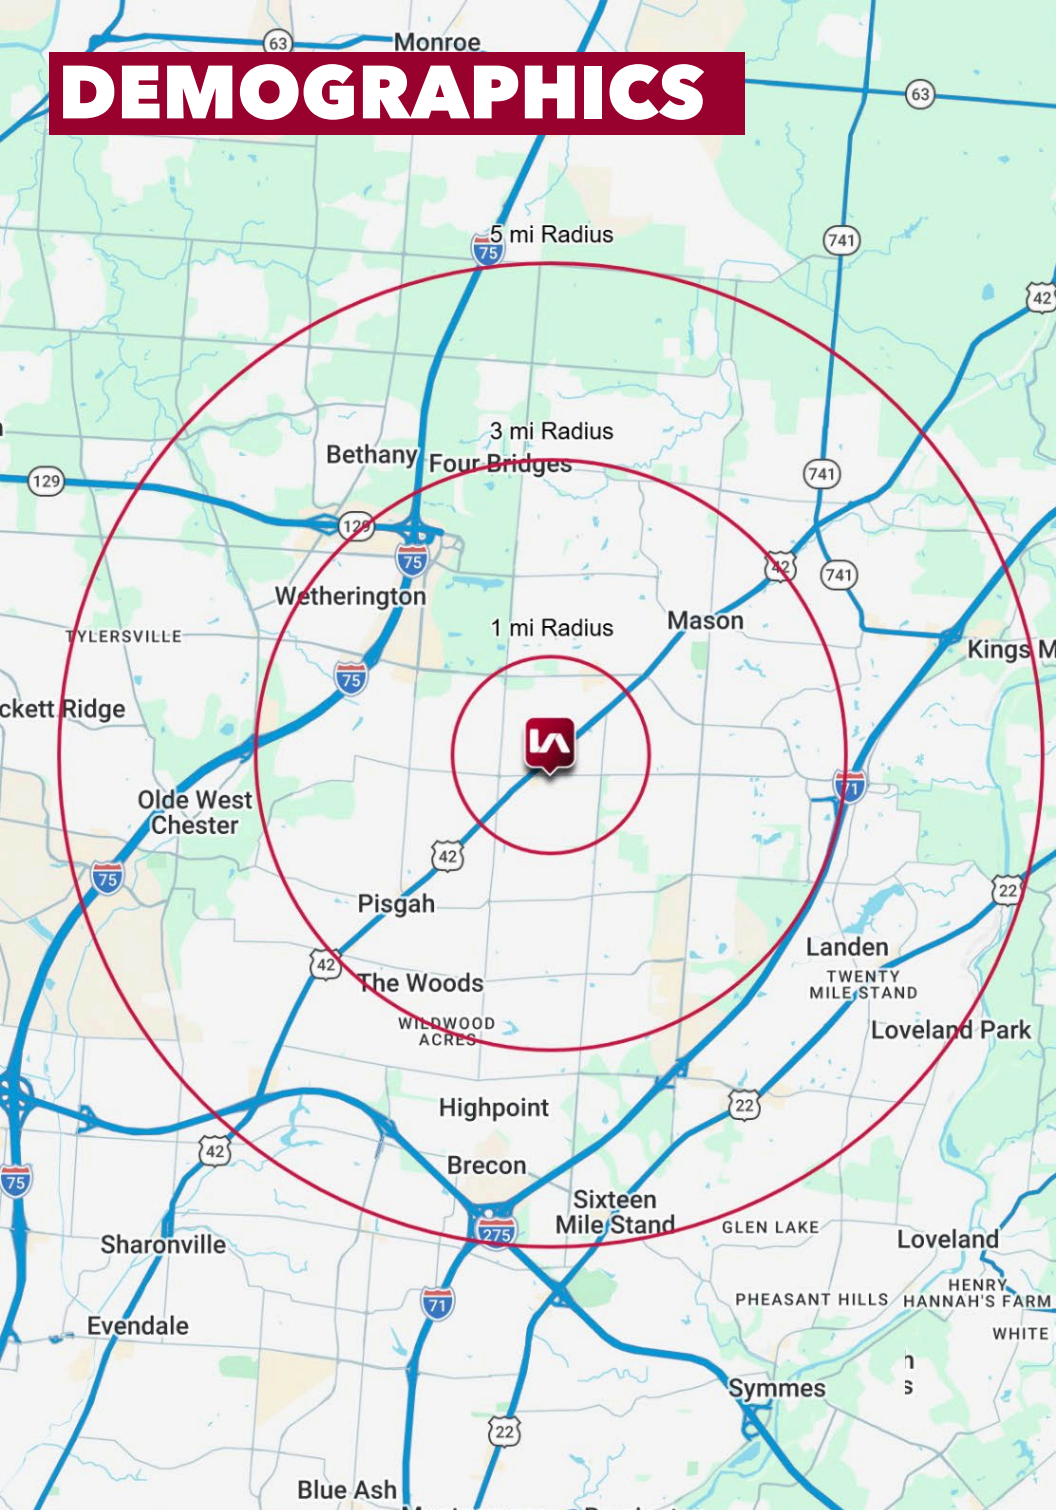 63
Monroe
DEMOGRAPHICS
63
741
5 mi Radius
75
42
3 mi Radius
Bethany
Four Bridges
741
129
129
75
42
741
Wetherington
1 mi Radius
Mason
TYLERSVILLE
Kings M
75
ckett Ridge
71
Olde West
Chester
42
75
22
Pisgah
Landen
42
The Woods
TWENTY
MILE STAND
WILDWOOD
ACRES
Loveland Park
Highpoint
22
42
Brecon
75
Sixteen
Mile Stand
GLEN LAKE
275
Sharonville
Loveland
HENRY
HANNAH'S FARM
PHEASANT HILLS
71
Evendale
WHITE
Symmes
22
Blue Ash